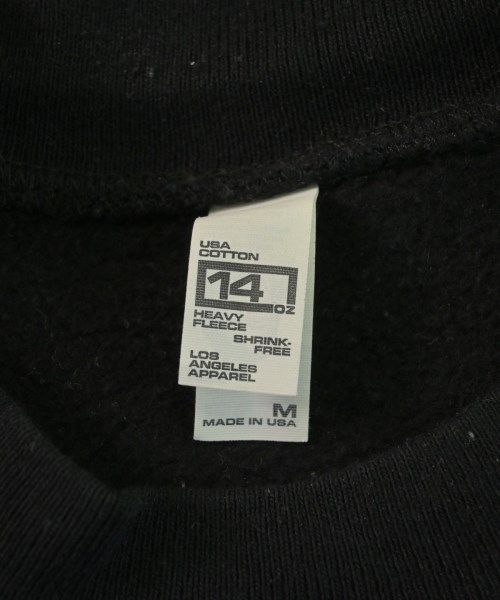 USA
COTTON
14 OZ
HEAVY
FLEECE
SHRINK-
FREE
LOS
ANGELES
APPAREL
M
MADE IN USA